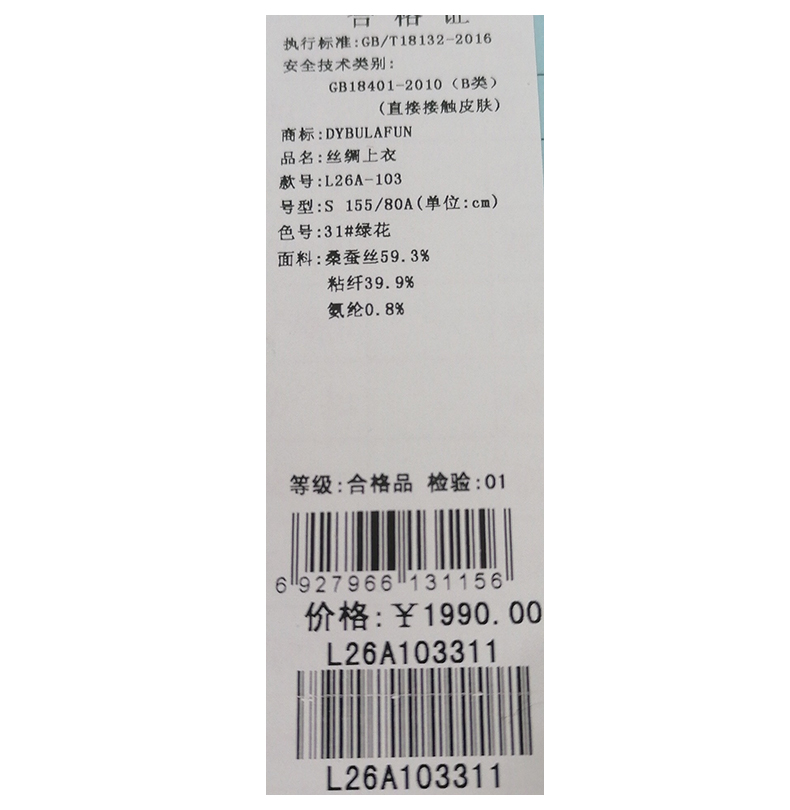 合格证
执行标准:GB/T18132-2016
安全技术类别:
GB18401-2010（B类）
(直接接触皮肤)
商标:DYBULAFUN
品名:丝绸上衣
款号:L26A-103
号型:S 155/80A(单位:cm)
色号:31#绿花
面料:桑蚕丝59.3%
粘纤39.9%
氨纶0.8%
等级:合格品 检验:01
6 927966 131156
价格:￥1990.00
L26A103311
L26A103311